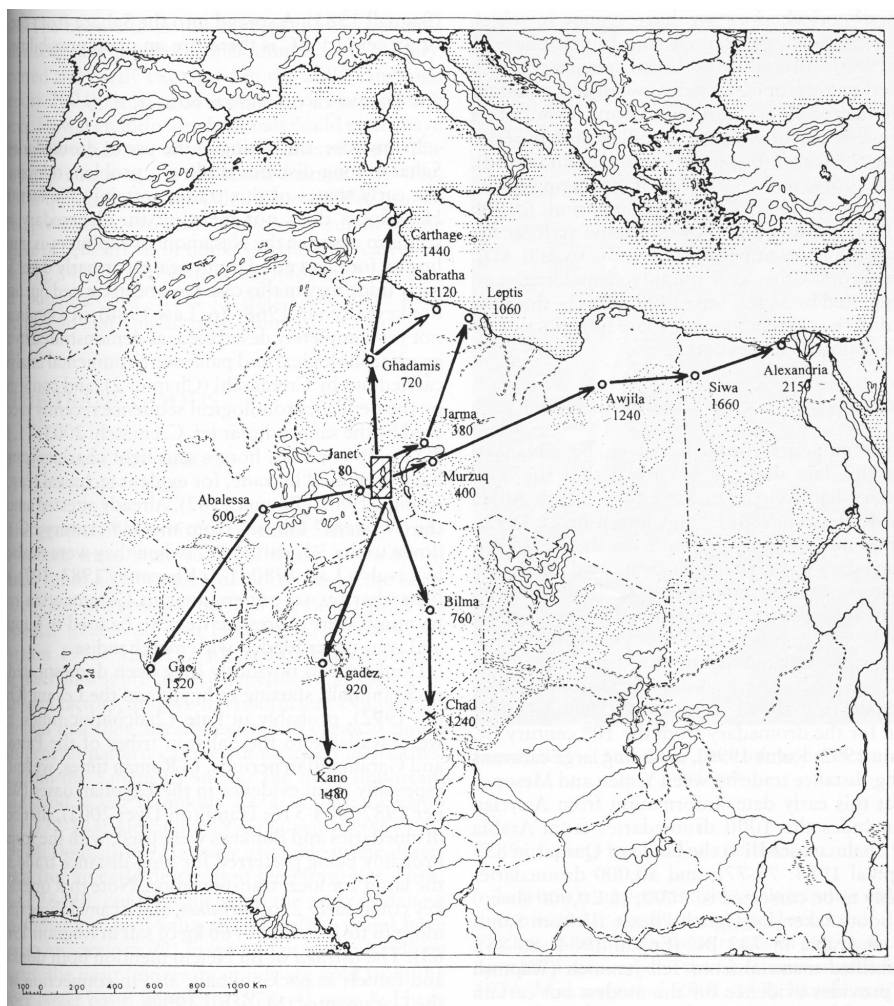 Carthage
1440
Sabratha
1120
Leptis
1060
Ghadamis
720
Alexandria
2150
Siwa
1660
Awjila
1240
Jarma
380
Janet
80
Murzuq
400
Abalessa
600
Bilma
760
Gao
1520
Agadez
920
Chad
1240
Kano
1480
100 0 200 400 600 800 1000 Km